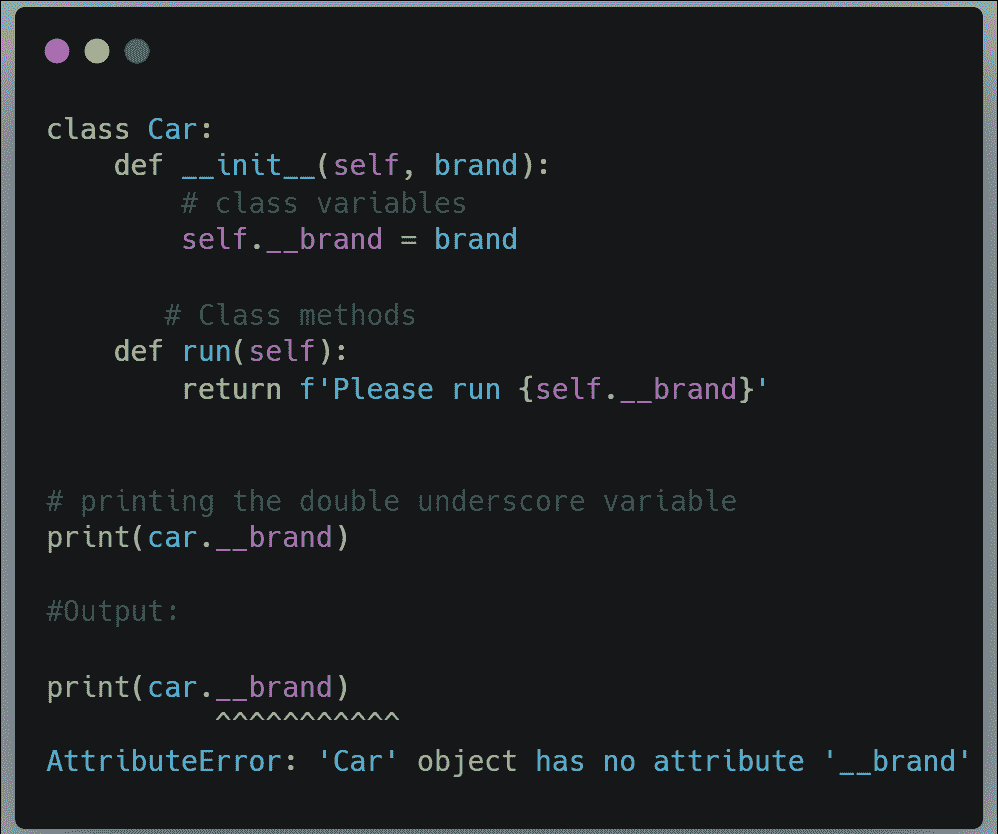 class Car:
    def __init__(self, brand):
        # class variables
        self.__brand = brand

       # Class methods
    def run(self):
        return f'Please run {self.__brand}'


# printing the double underscore variable
print(car.__brand)

#Output:

print(car.__brand)
          ^^^^^^^^^^^
AttributeError: 'Car' object has no attribute '__brand'